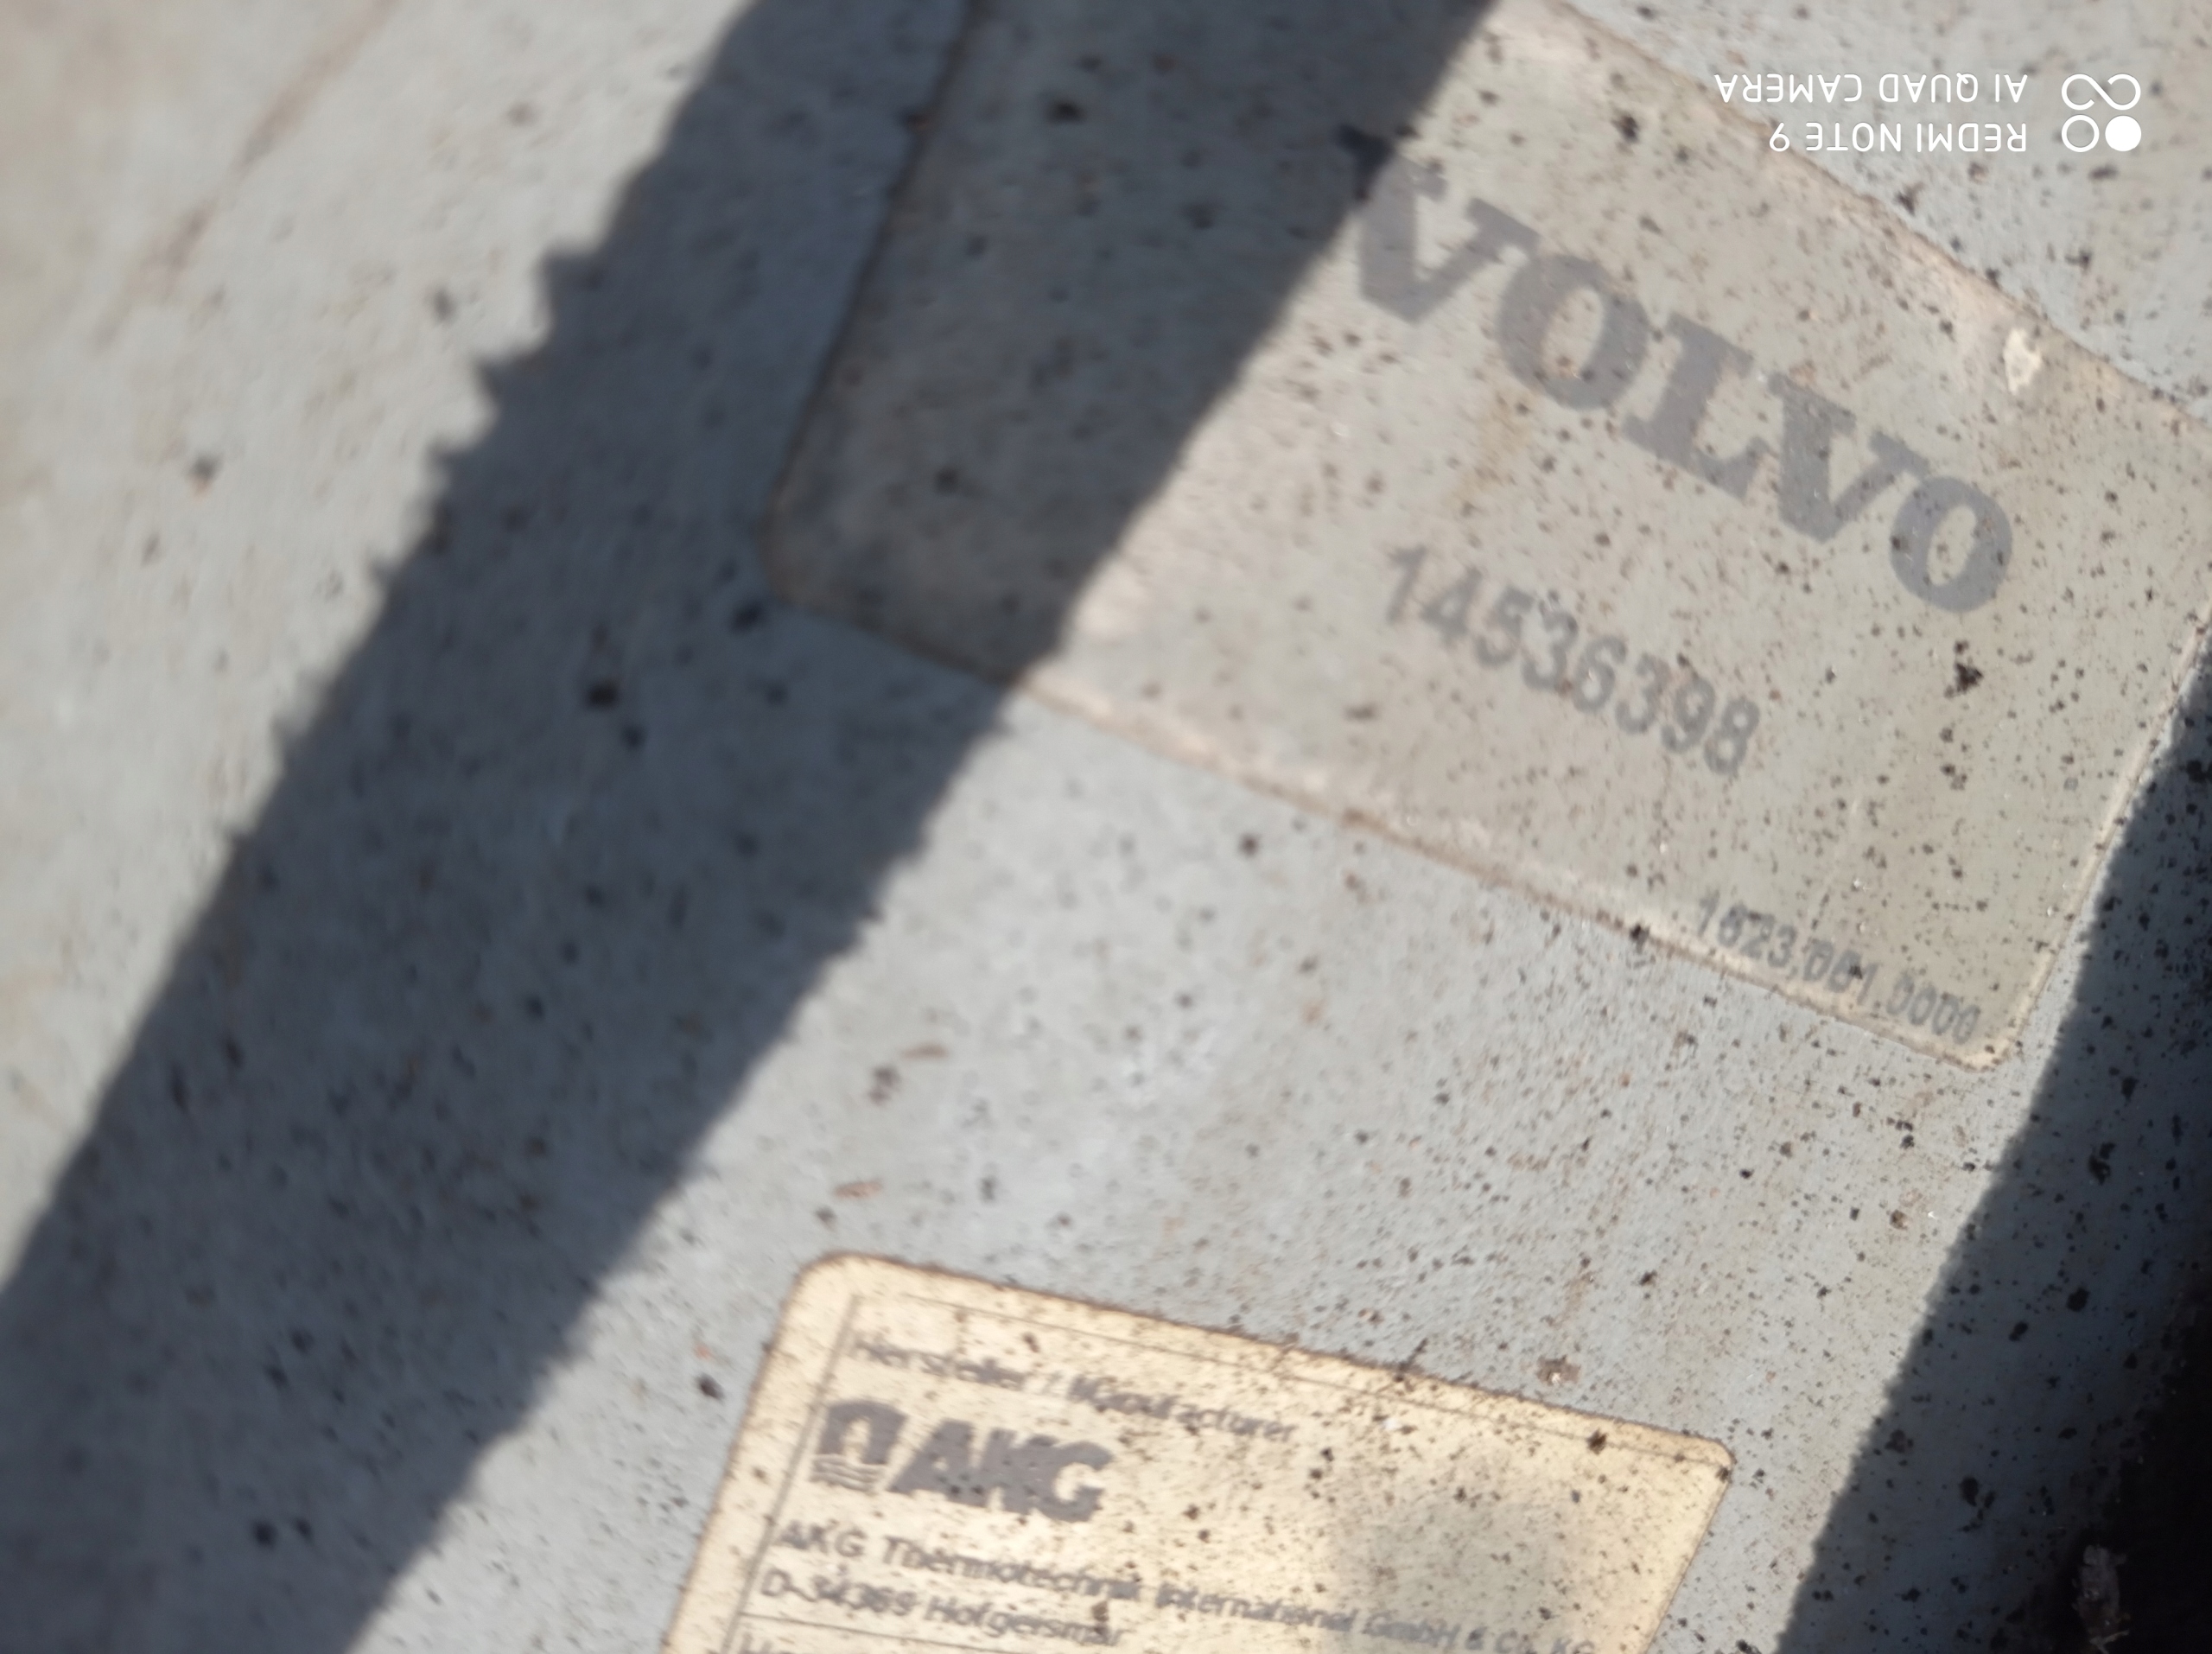 VOLVO
14536398
1623.061.0000
Hersteller / Manufacturer
AKG
AKG Thermotechnik International GmbH & Co. KG
D-34369 Hofgeismar
REDMI NOTE 9
AI QUAD CAMERA